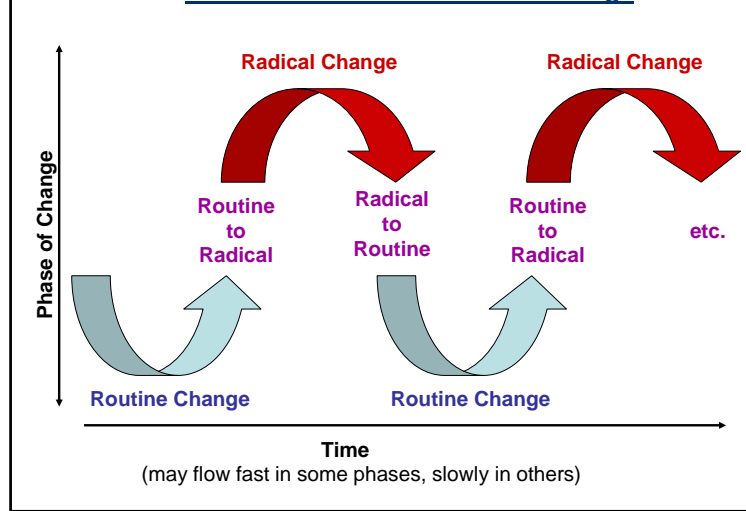 Radical Change
Radical Change
Routine
to
Radical
Radical
to
Routine
Routine
to
Radical
etc.
Phase of Change
Routine Change
Routine Change
Time
(may flow fast in some phases, slowly in others)